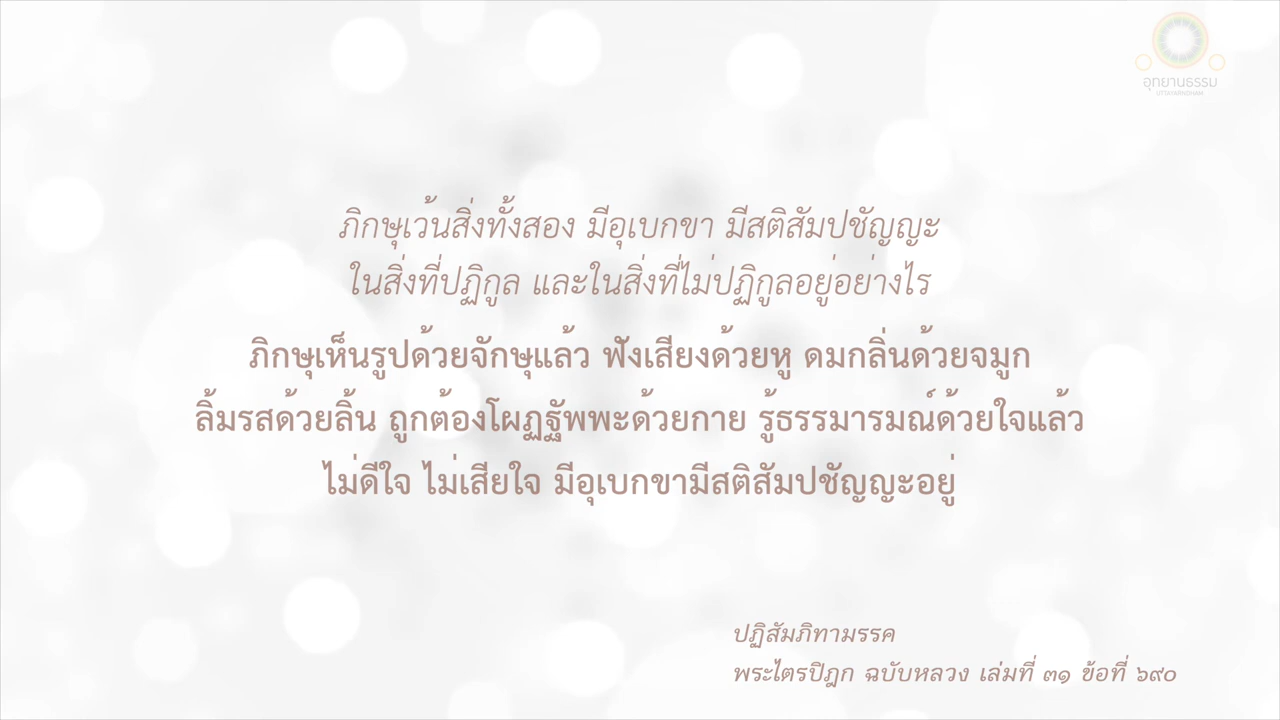 อุทยานธรรม
UTTAYARNDHAM
ภิกษุเว้นสิ่งทั้งสอง มีอุเบกขา มีสติสัมปชัญญะ
ในสิ่งที่ปฏิกูล และในสิ่งที่ไม่ปฏิกูลอยู่อย่างไร
ภิกษุเห็นรูปด้วยจักษุแล้ว ฟังเสียงด้วยหู ดมกลิ่นด้วยจมูก
ลิ้มรสด้วยลิ้น ถูกต้องโผฏฐัพพะด้วยกาย รู้ธรรมารมณ์ด้วยใจแล้ว
ไม่ดีใจ ไม่เสียใจ มีอุเบกขามีสติสัมปชัญญะอยู่
ปฏิสัมภิทามรรค
พระไตรปิฎก ฉบับหลวง เล่มที่ ๓๑ ข้อที่ ๖๙๐